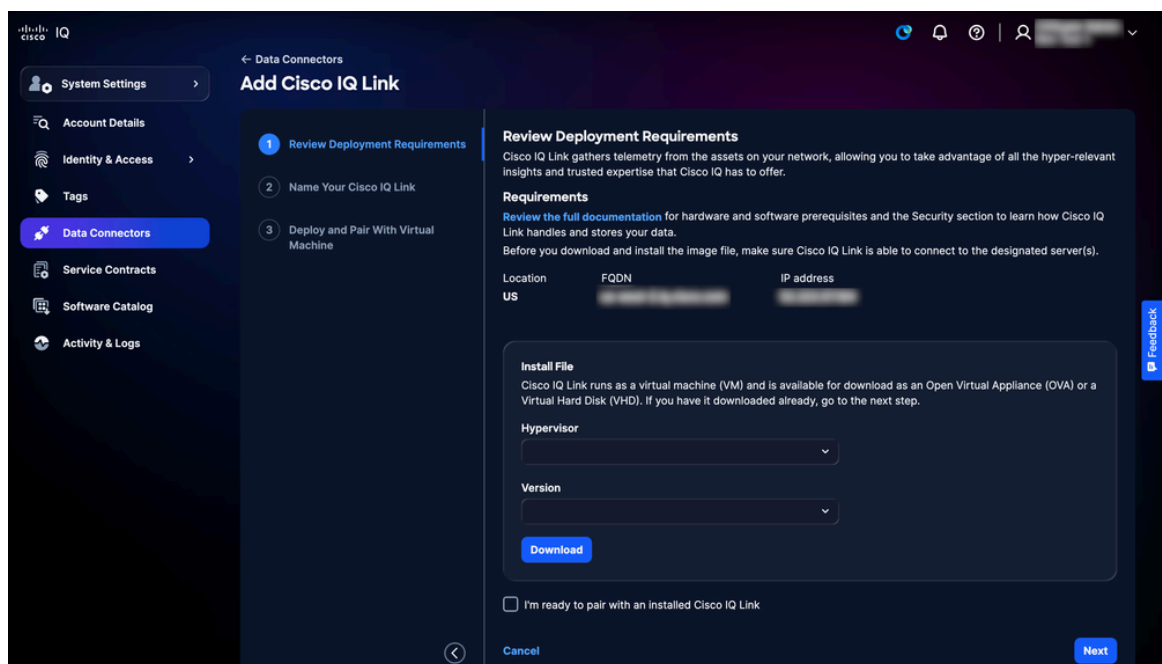 cisco IQ
← Data Connectors
Add Cisco IQ Link
System Settings
Account Details
Identity & Access
Tags
Data Connectors
Service Contracts
Software Catalog
Activity & Logs
1 Review Deployment Requirements
2 Name Your Cisco IQ Link
3 Deploy and Pair With Virtual
Machine
Review Deployment Requirements
Cisco IQ Link gathers telemetry from the assets on your network, allowing you to take advantage of all the hyper-relevant
insights and trusted expertise that Cisco IQ has to offer.
Requirements
Review the full documentation for hardware and software prerequisites and the Security section to learn how Cisco IQ
Link handles and stores your data.
Before you download and install the image file, make sure Cisco IQ Link is able to connect to the designated server(s).
Location FQDN IP address
US
Install File
Cisco IQ Link runs as a virtual machine (VM) and is available for download as an Open Virtual Appliance (OVA) or a
Virtual Hard Disk (VHD). If you have it downloaded already, go to the next step.
Hypervisor
Version
Download
I'm ready to pair with an installed Cisco IQ Link
Cancel
Next
Feedback